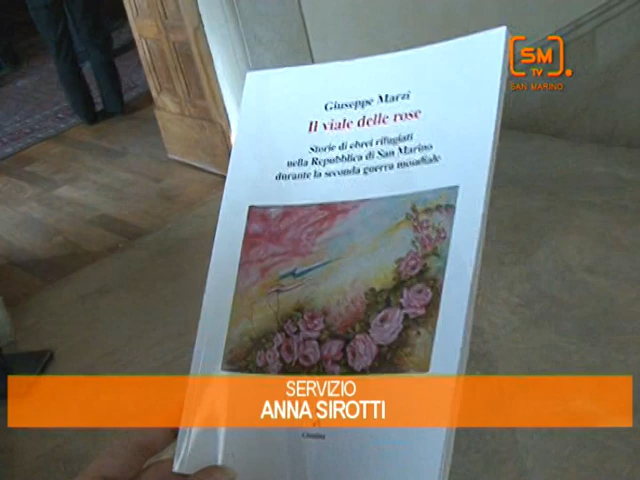 SM
TV
SAN MARINO
Giuseppe Marzi
Il viale delle rose
Storie di ebrei rifugiati
nella Repubblica di San Marino
durante la seconda guerra mondiale
SERVIZIO
ANNA SIROTTI